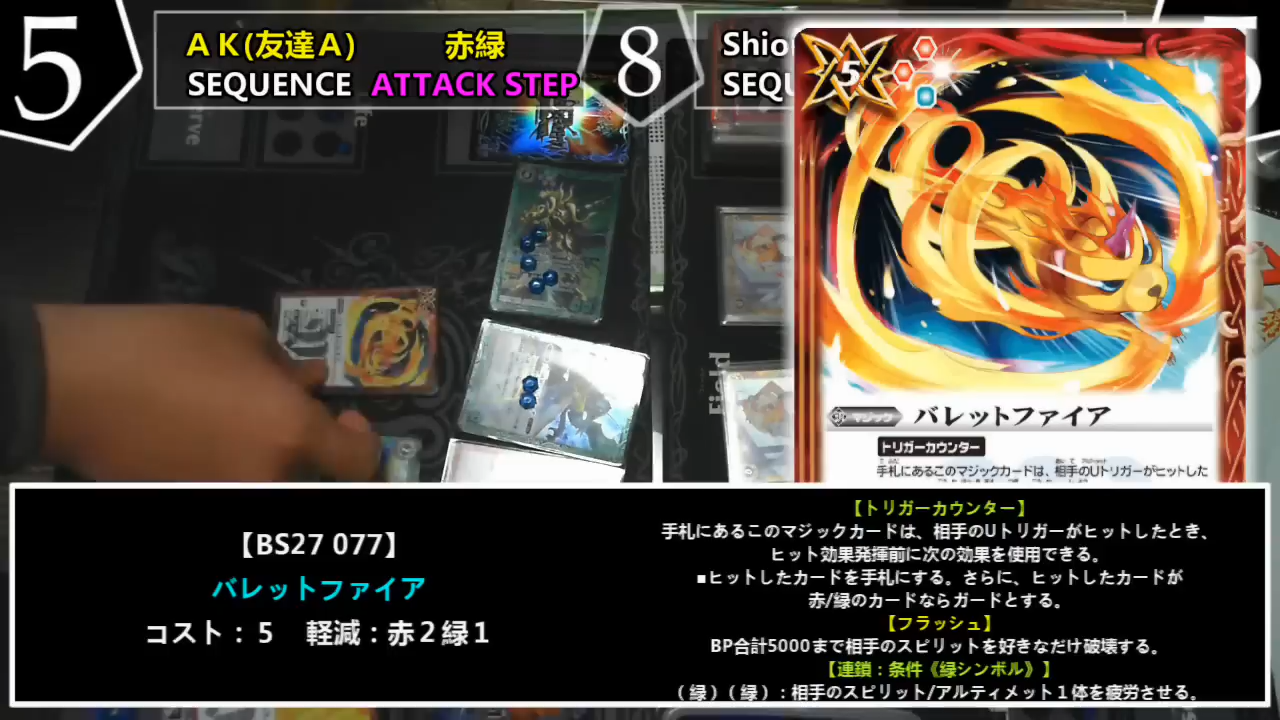 5
AK(友達A) 赤緑
SEQUENCE ATTACK STEP
8
Shio
SEQU
5
マジック バレットファイア
トリガーカウンター
手札にあるこのマジックカードは、相手のUトリガーがヒットした
Field
【BS27 077】
バレットファイア
コスト：５ 軽減：赤２緑１
【トリガーカウンター】
手札にあるこのマジックカードは、相手のUトリガーがヒットしたとき、
ヒット効果発揮前に次の効果を使用できる。
■ヒットしたカードを手札にする。さらに、ヒットしたカードが
赤/緑のカードならガードとする。
【フラッシュ】
BP合計5000まで相手のスピリットを好きなだけ破壊する。
【連鎖：条件《緑シンボル》】
（緑）（緑）：相手のスピリット/アルティメット１体を疲労させる。